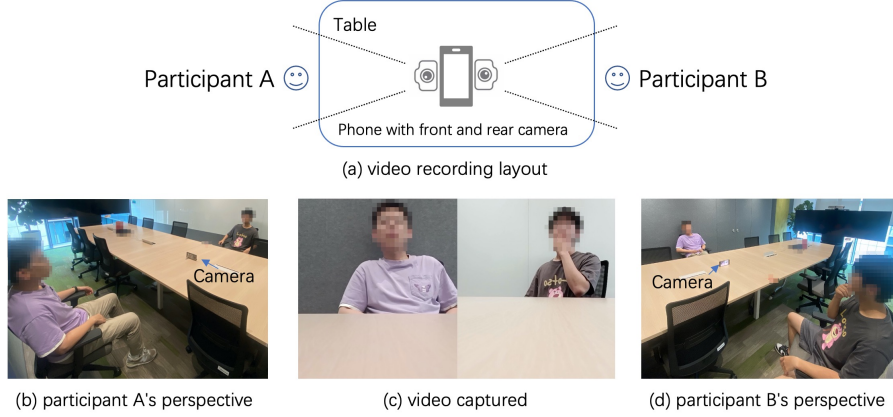 Table
Participant A
Participant B
Phone with front and rear camera
(a) video recording layout
Camera
Camera
(b) participant A's perspective
(c) video captured
(d) participant B's perspective